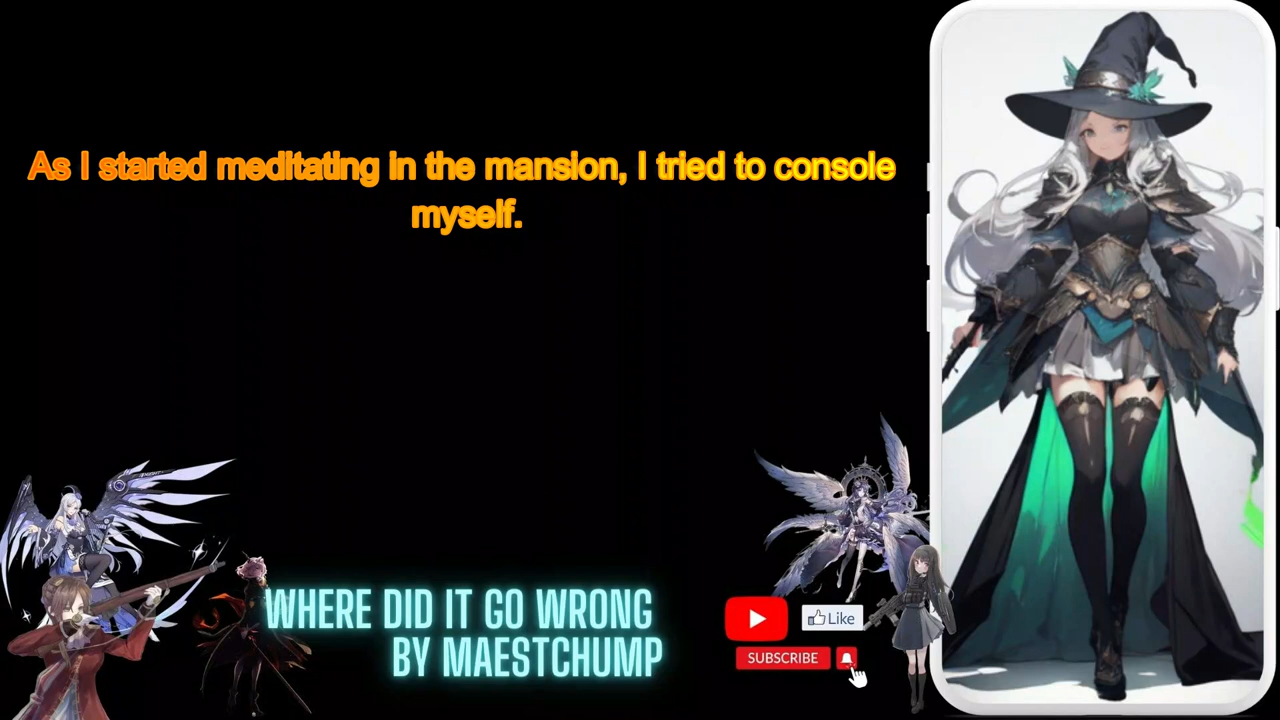 As I started meditating in the mansion, I tried to console
myself.
WHERE DID IT GO WRONG
BY MAESTCHUMP
Like
SUBSCRIBE